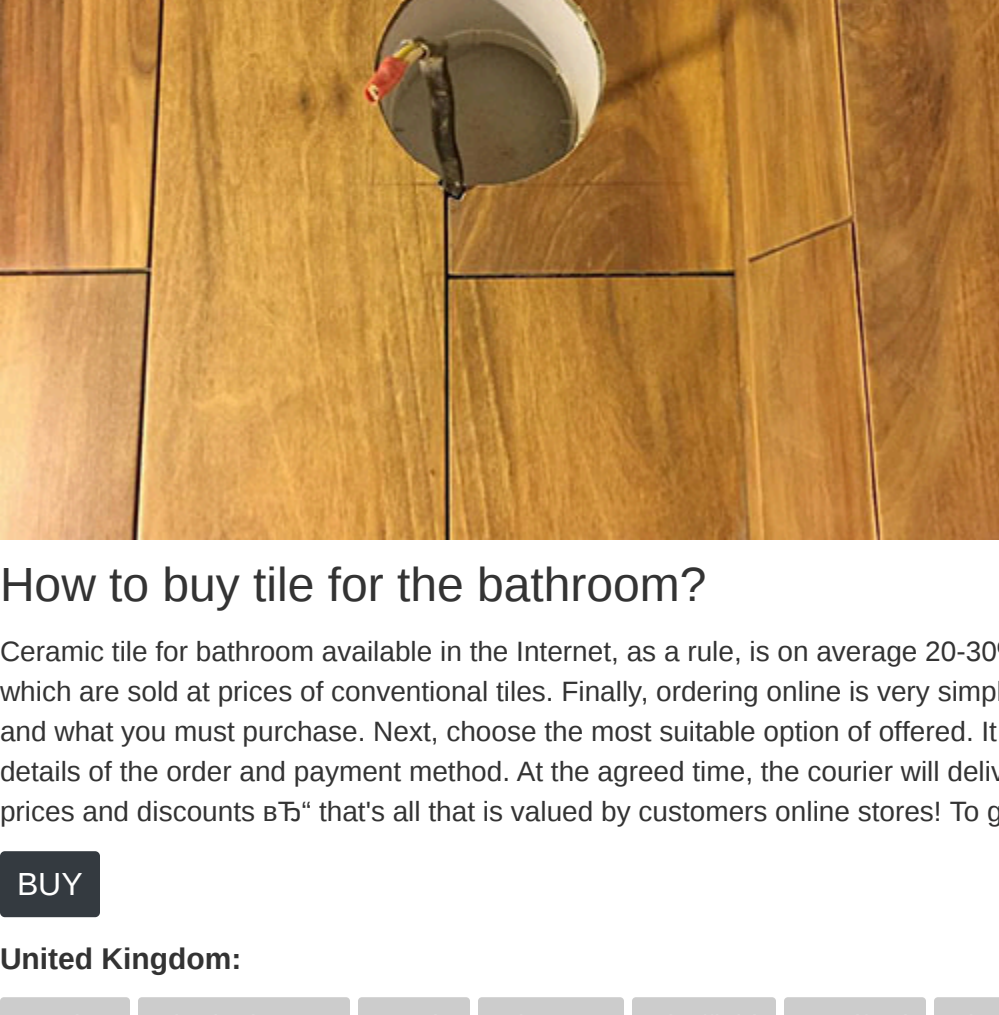 How to buy tile for the bathroom?
Ceramic tile for bathroom available in the Internet, as a rule, is on average 20-30
which are sold at prices of conventional tiles. Finally, ordering online is very
and what you must purchase. Next, choose the most suitable option of offered. It
details of the order and payment method. At the agreed time, the courier will
prices and discounts вЂ“ that's all that is valued by customers online stores! To
BUY
United Kingdom: